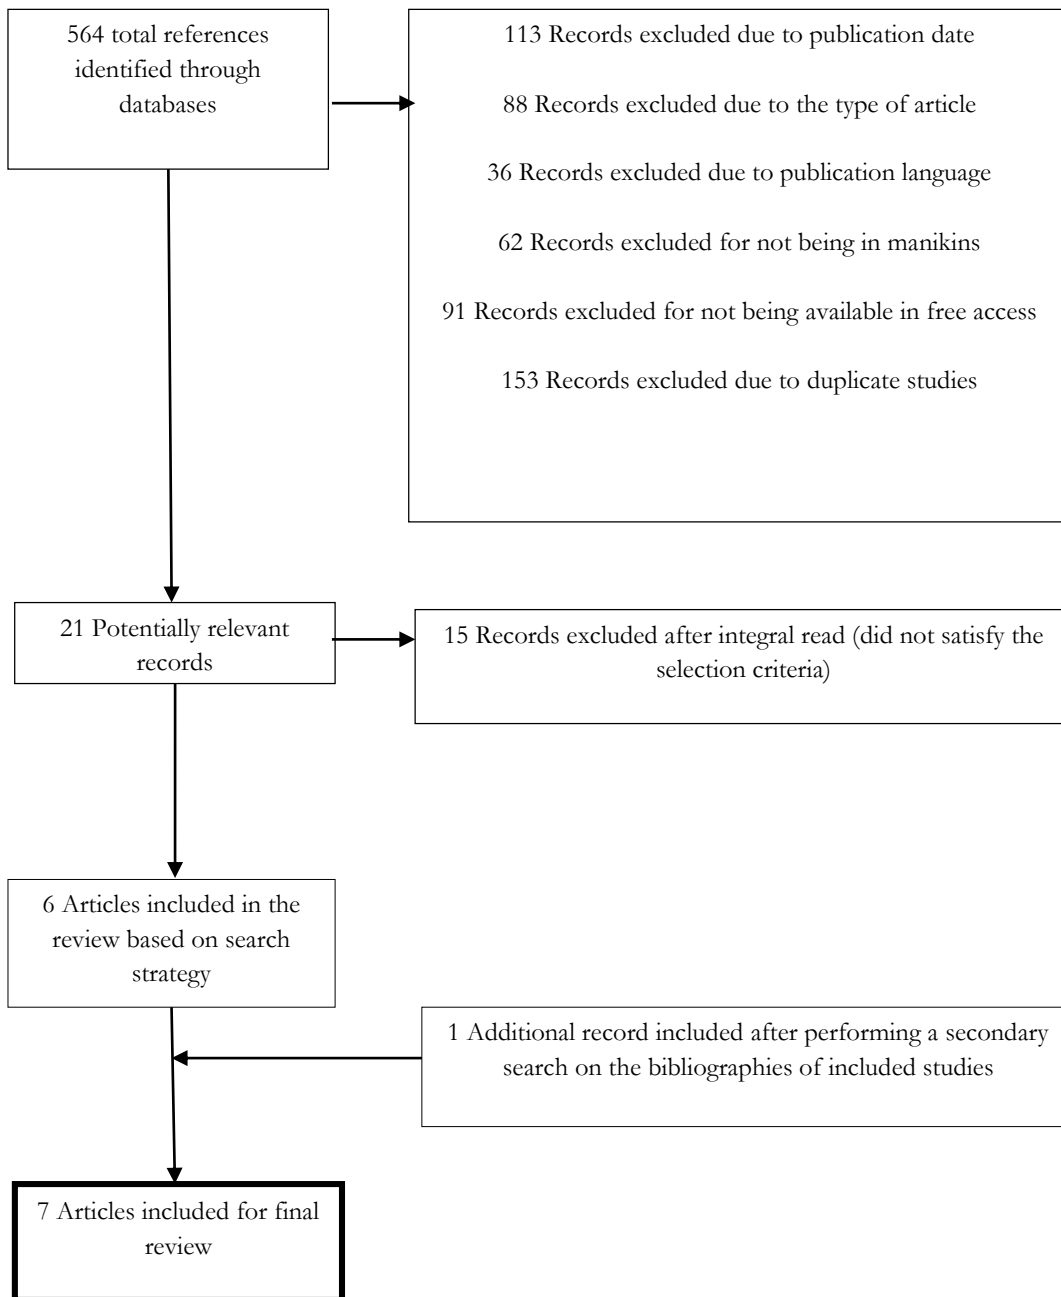 564 total references
identified through
databases
113 Records excluded due to publication date
88 Records excluded due to the type of article
36 Records excluded due to publication language
62 Records excluded for not being in manikins
91 Records excluded for not being available in free access
153 Records excluded due to duplicate studies
21 Potentially relevant
records
15 Records excluded after integral read (did not satisfy the
selection criteria)
6 Articles included in the
review based on search
strategy
1 Additional record included after performing a secondary
search on the bibliographies of included studies
7 Articles included for final
review